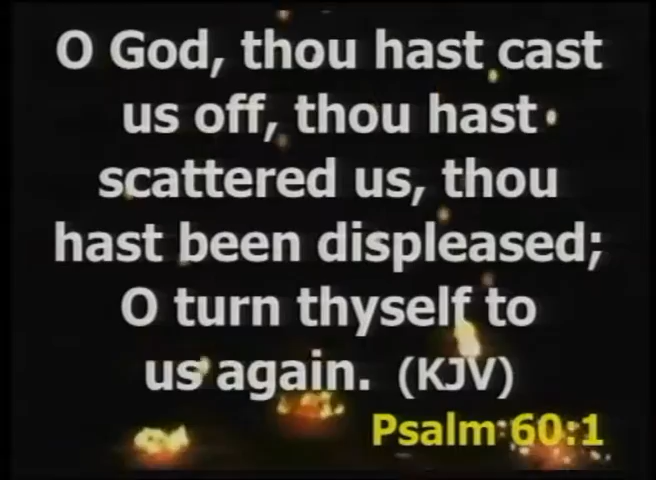 O God, thou hast cast
us off, thou hast
scattered us, thou
hast been displeased;
O turn thyself to
us again. (KJV)
Psalm 60:1